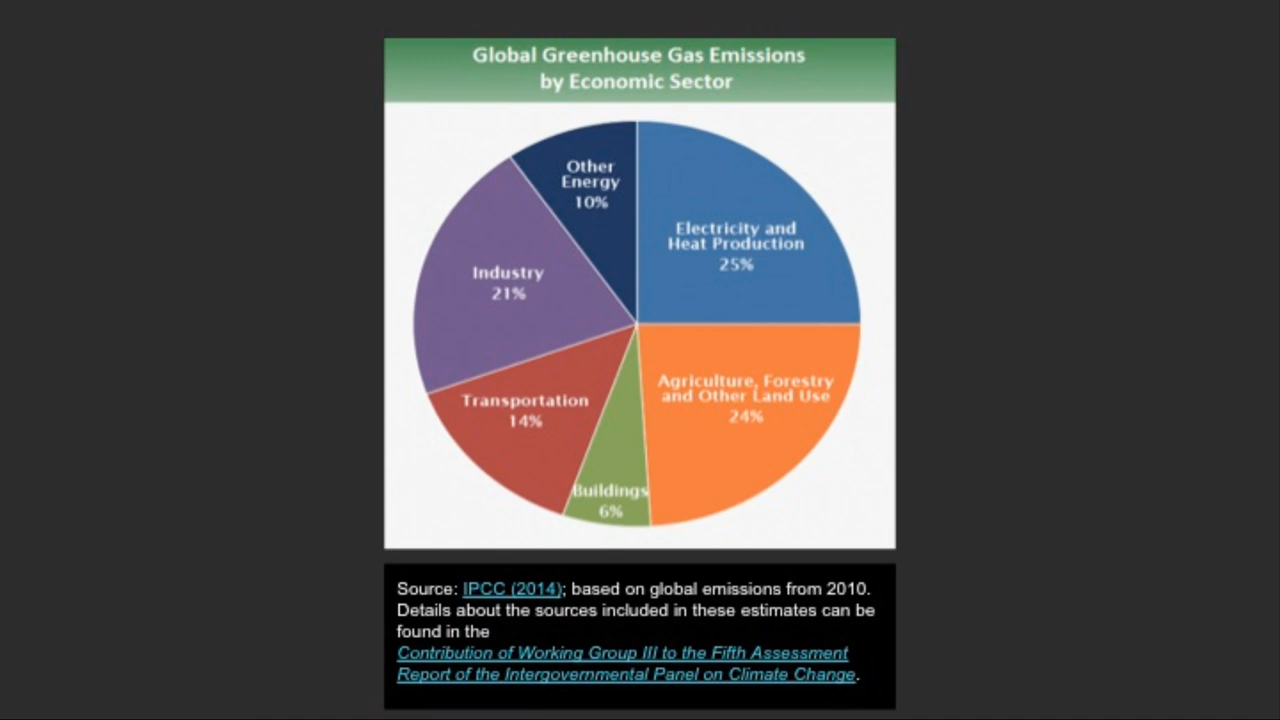 Global Greenhouse Gas Emissions
by Economic Sector
Other
Energy
10%
Electricity and
Heat Production
25%
Industry
21%
Agriculture, Forestry
and Other Land Use
24%
Transportation
14%
Buildings
6%
Source: IPCC (2014); based on global emissions from 2010.
Details about the sources included in these estimates can be
found in the
Contribution of Working Group III to the Fifth Assessment
Report of the Intergovernmental Panel on Climate Change.